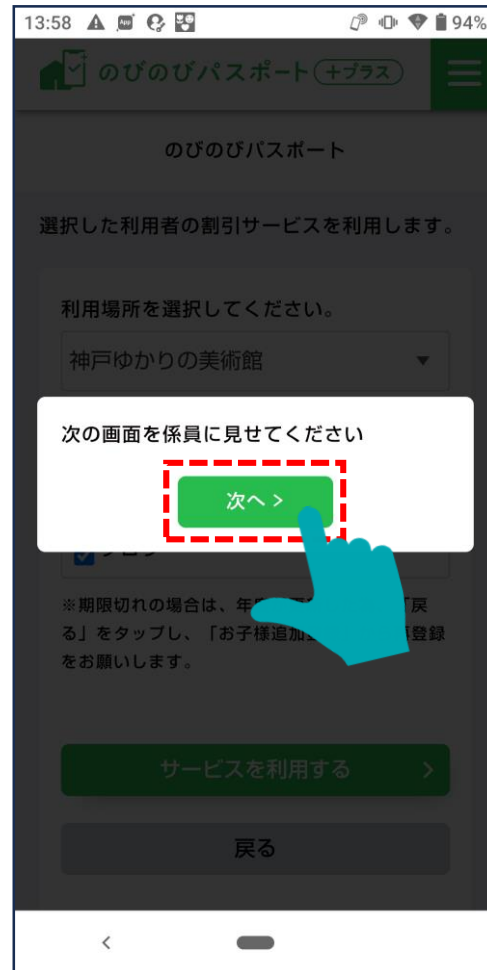 13:58 94%
のびのびパスポート +プラス
のびのびパスポート
選択した利用者の割引サービスを利用します。
利用場所を選択してください。
神戸ゆかりの美術館
次の画面を係員に見せてください
次へ >
※期限切れの場合は、年 「戻
る」をタップし、「お子様追加 登録
をお願いします。
サービスを利用する >
戻る